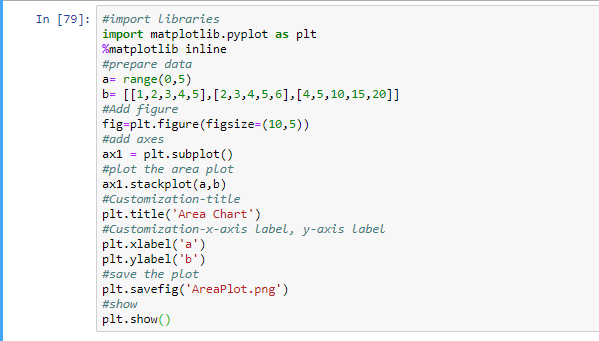 In [79]: #import libraries
import matplotlib.pyplot as plt
%matplotlib inline
#prepare data
a= range(0,5)
b= [[1,2,3,4,5],[2,3,4,5,6],[4,5,10,15,20]]
#Add figure
fig=plt.figure(figsize=(10,5))
#add axes
ax1 = plt.subplot()
#plot the area plot
ax1.stackplot(a,b)
#Customization-title
plt.title('Area Chart')
#Customization-x-axis label, y-axis label
plt.xlabel('a')
plt.ylabel('b')
#save the plot
plt.savefig('AreaPlot.png')
#show
plt.show()